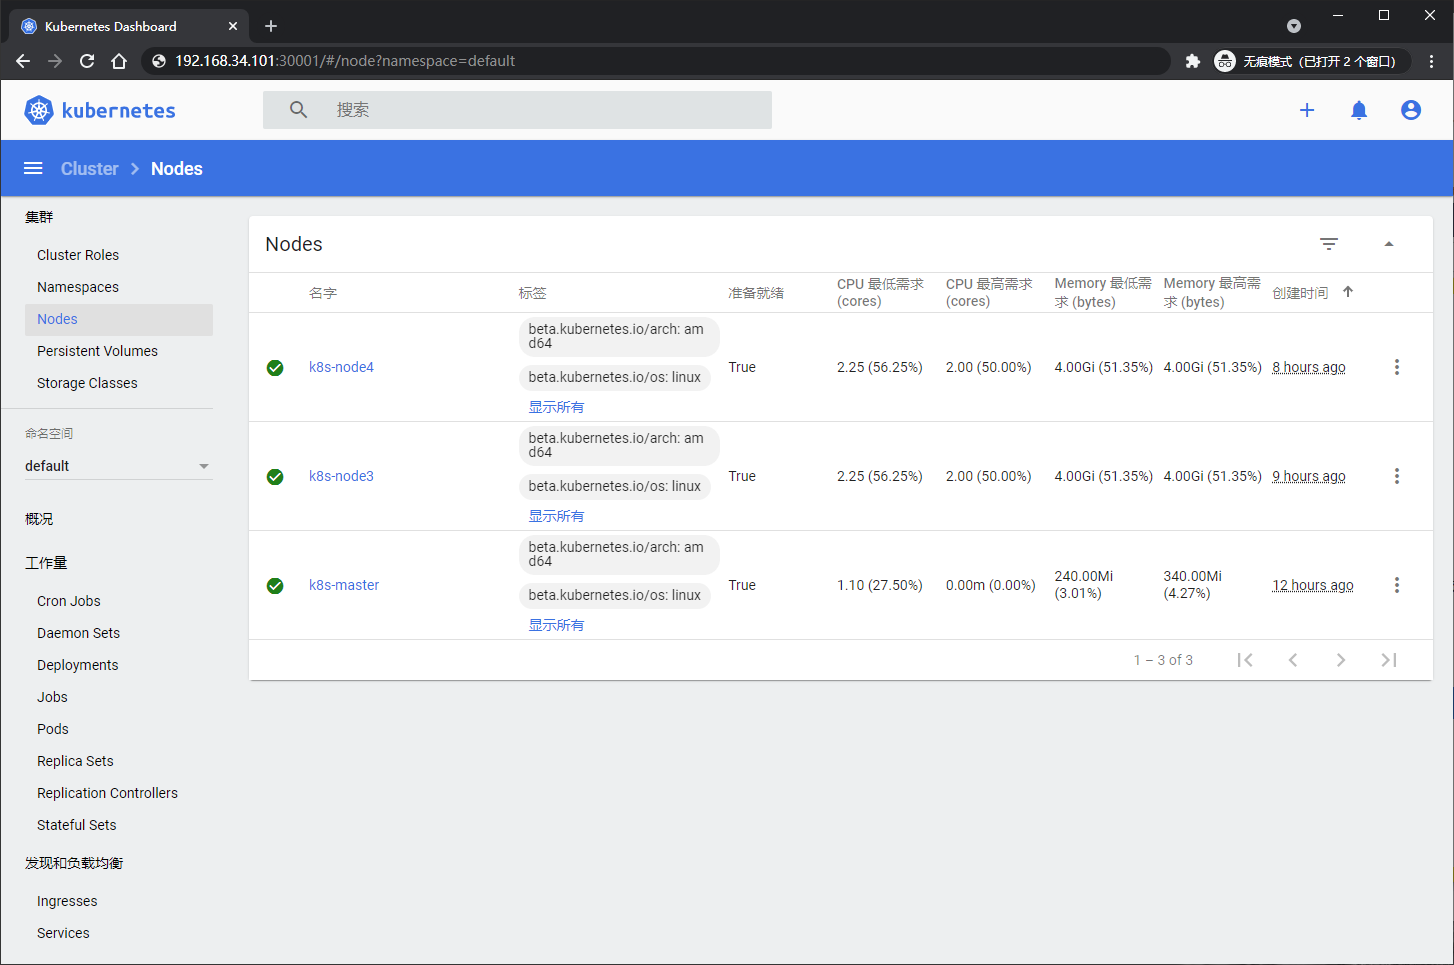 Kubernetes Dashboard
192.168.34.101:30001/#/node?namespace=default
无痕模式（已打开 2 个窗口）
kubernetes
搜索
Cluster
Nodes
集群
Cluster Roles
Namespaces
Nodes
Persistent Volumes
Storage Classes
命名空间
default
概况
工作量
Cron Jobs
Daemon Sets
Deployments
Jobs
Pods
Replica Sets
Replication Controllers
Stateful Sets
发现和负载均衡
Ingresses
Services
Nodes
名字
标签
准备就绪
CPU 最低需求
(cores)
CPU 最高需求
(cores)
Memory 最低需
求 (bytes)
Memory 最高需
求 (bytes)
创建时间
k8s-node4
beta.kubernetes.io/arch: am
d64
beta.kubernetes.io/os: linux
显示所有
True
2.25 (56.25%)
2.00 (50.00%)
4.00Gi (51.35%)
4.00Gi (51.35%)
8 hours ago
k8s-node3
beta.kubernetes.io/arch: am
d64
beta.kubernetes.io/os: linux
显示所有
True
2.25 (56.25%)
2.00 (50.00%)
4.00Gi (51.35%)
4.00Gi (51.35%)
9 hours ago
k8s-master
beta.kubernetes.io/arch: am
d64
beta.kubernetes.io/os: linux
显示所有
True
1.10 (27.50%)
0.00m (0.00%)
240.00Mi
(3.01%)
340.00Mi
(4.27%)
12 hours ago
1 – 3 of 3